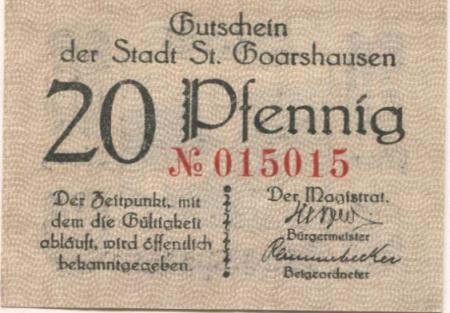 Gutschein
der Stadt St. Goarshausen
20 Pfennig
№ 015015
Der Zeitpunkt, mit
dem die Gültigkeit
abläuft, wird öffentlich
bekanntgegeben.
Der Magistrat.
Bürgermeister
Beigeordneter